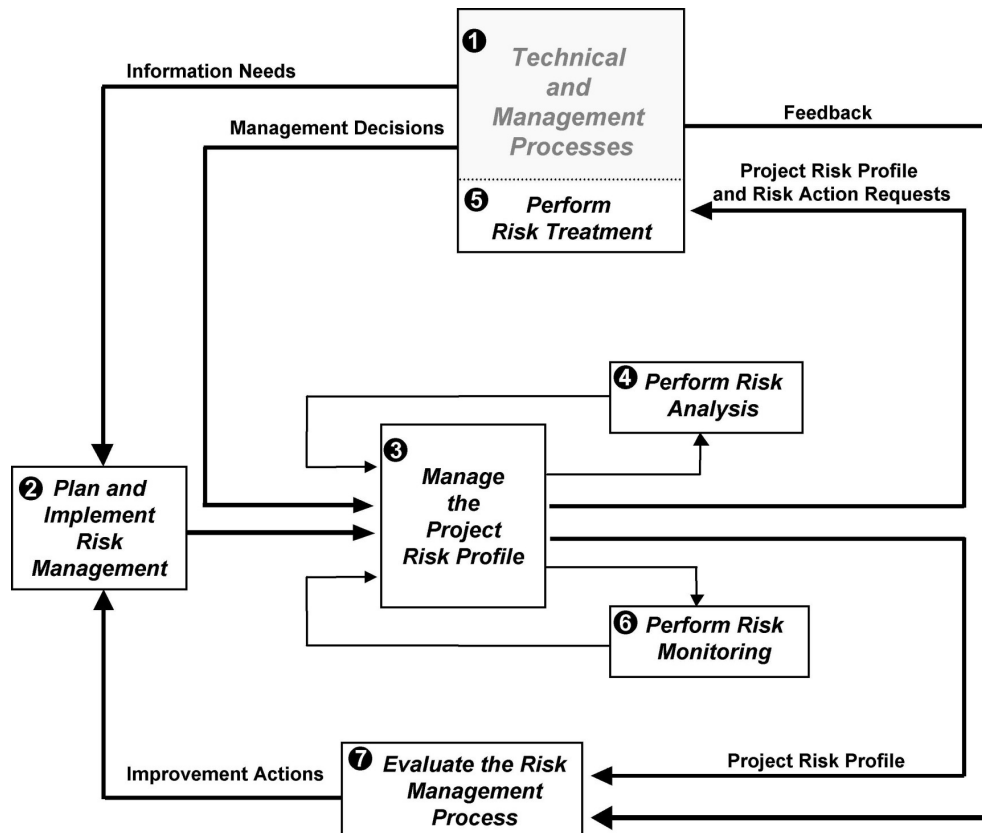 ❶ Technical
and
Management
Processes
Information Needs
Management Decisions
Feedback
Project Risk Profile
and Risk Action Requests
❺ Perform
Risk Treatment
❹ Perform Risk
Analysis
❸ Manage
the
Project
Risk Profile
❷ Plan and
Implement
Risk
Management
❻ Perform Risk
Monitoring
❼ Evaluate the Risk
Management
Process
Improvement Actions
Project Risk Profile